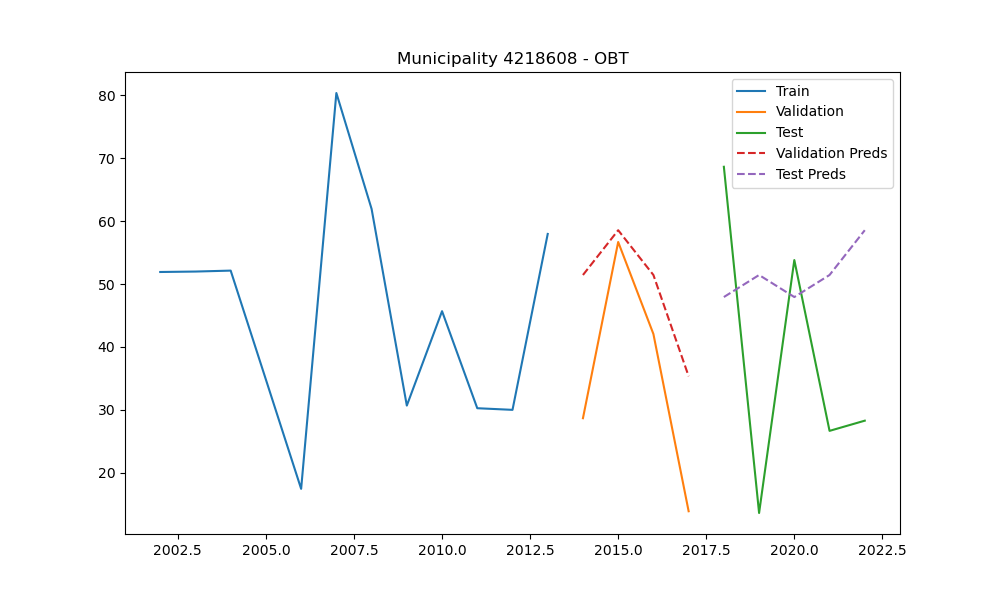 Municipality 4218608 - OBT
Train
Validation
Test
Validation Preds
Test Preds
80
70
60
50
40
30
20
2002.5 2005.0 2007.5 2010.0 2012.5 2015.0 2017.5 2020.0 2022.5